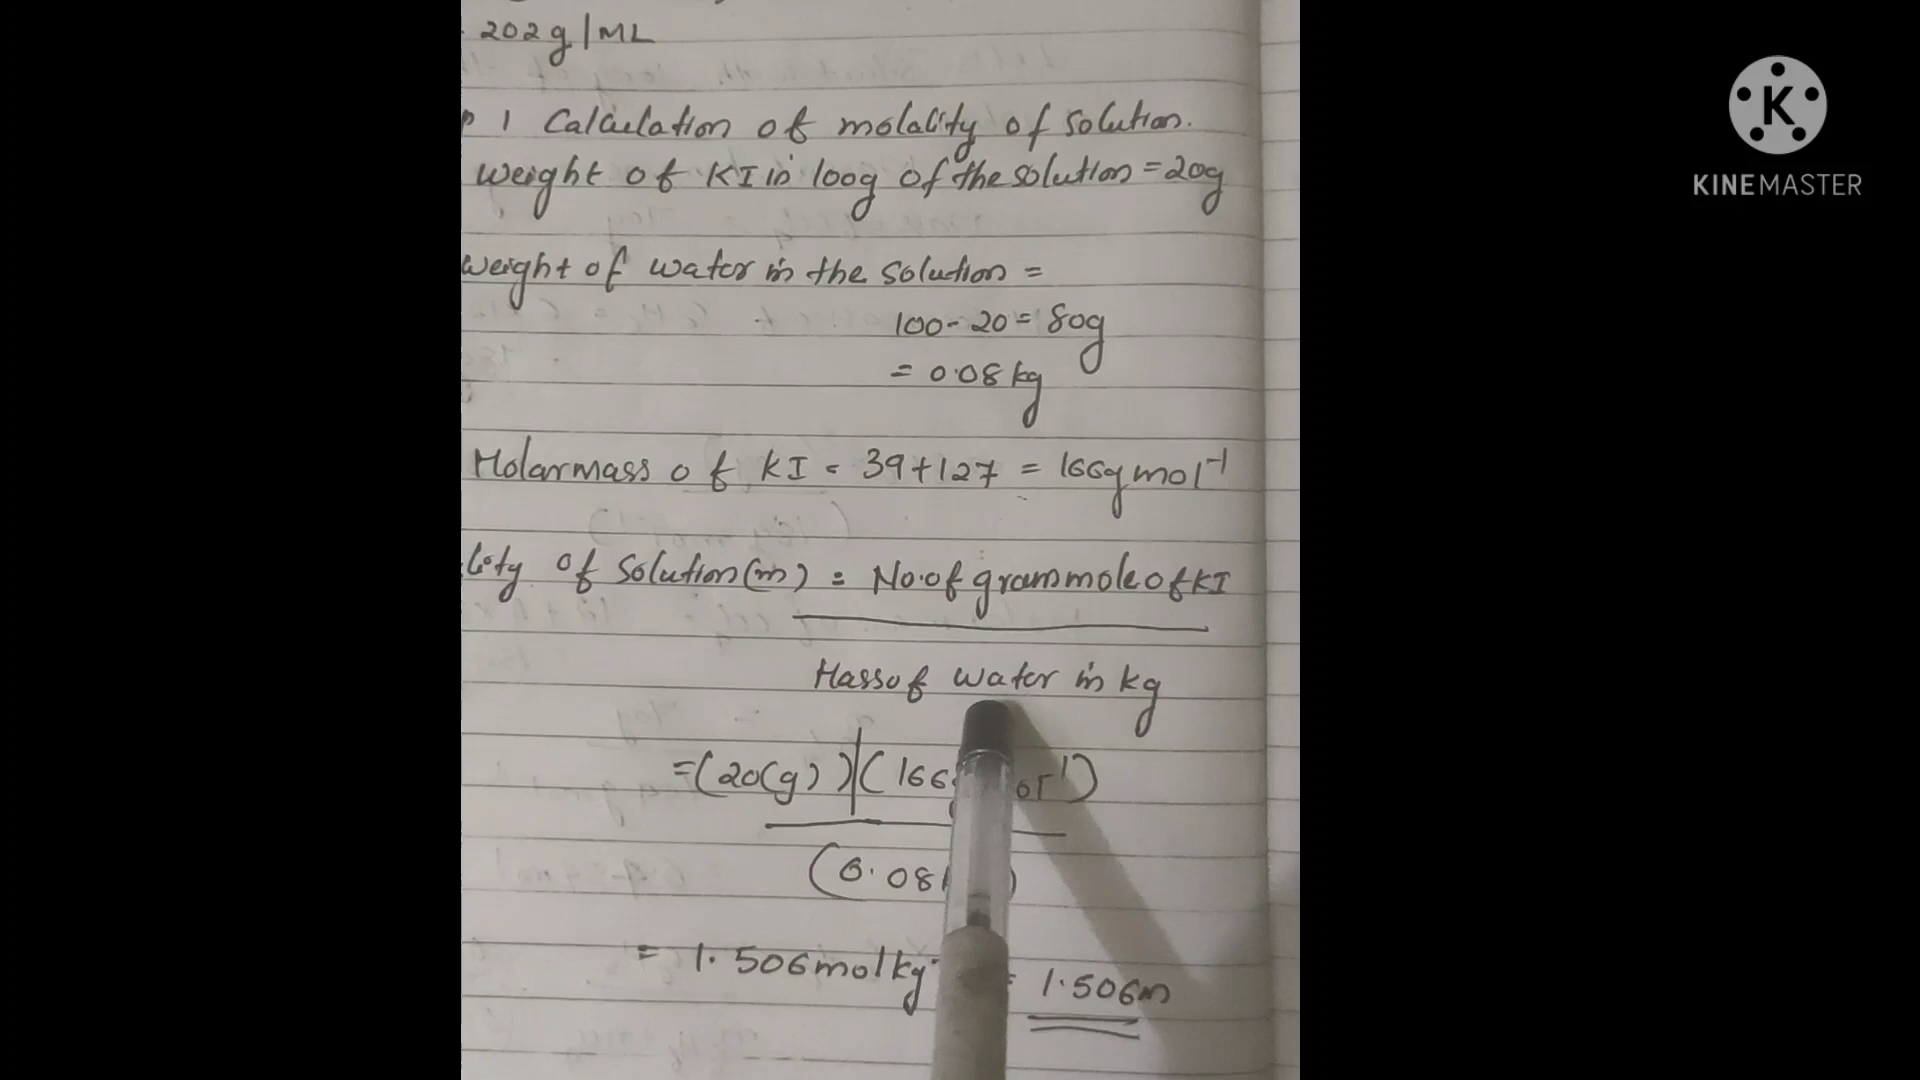 202g/ML
1 Calculation of molality of solution.
weight of KI in 100g of the solution = 20g
weight of water in the solution =
100-20 = 80g
= 0.08 kg
Molarmass of KI = 39+127 = 166g mol⁻¹
lity of solution(m) = No.of gram mole of KI
Mass of water in kg
=(20(g))/(166 ol⁻¹)
(0.08 )
= 1.506 mol kg = 1.506m
K
KINEMASTER